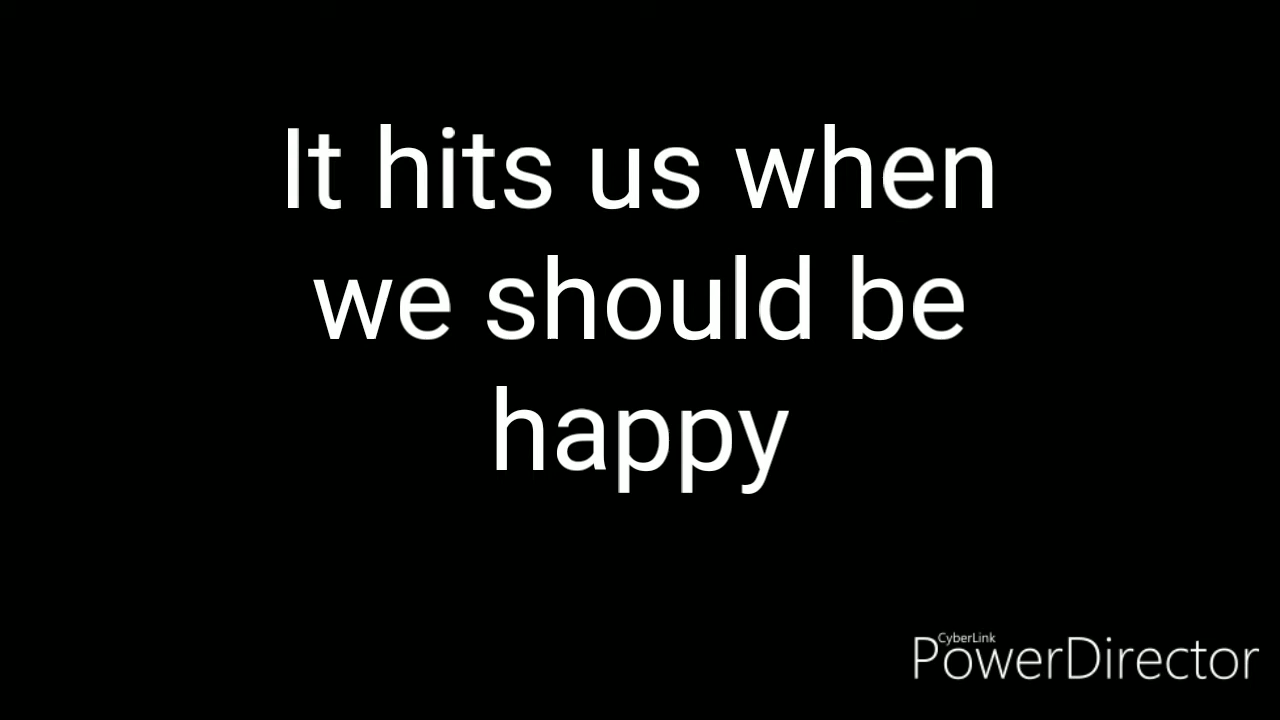 It hits us when
we should be
happy
CyberLink
PowerDirector